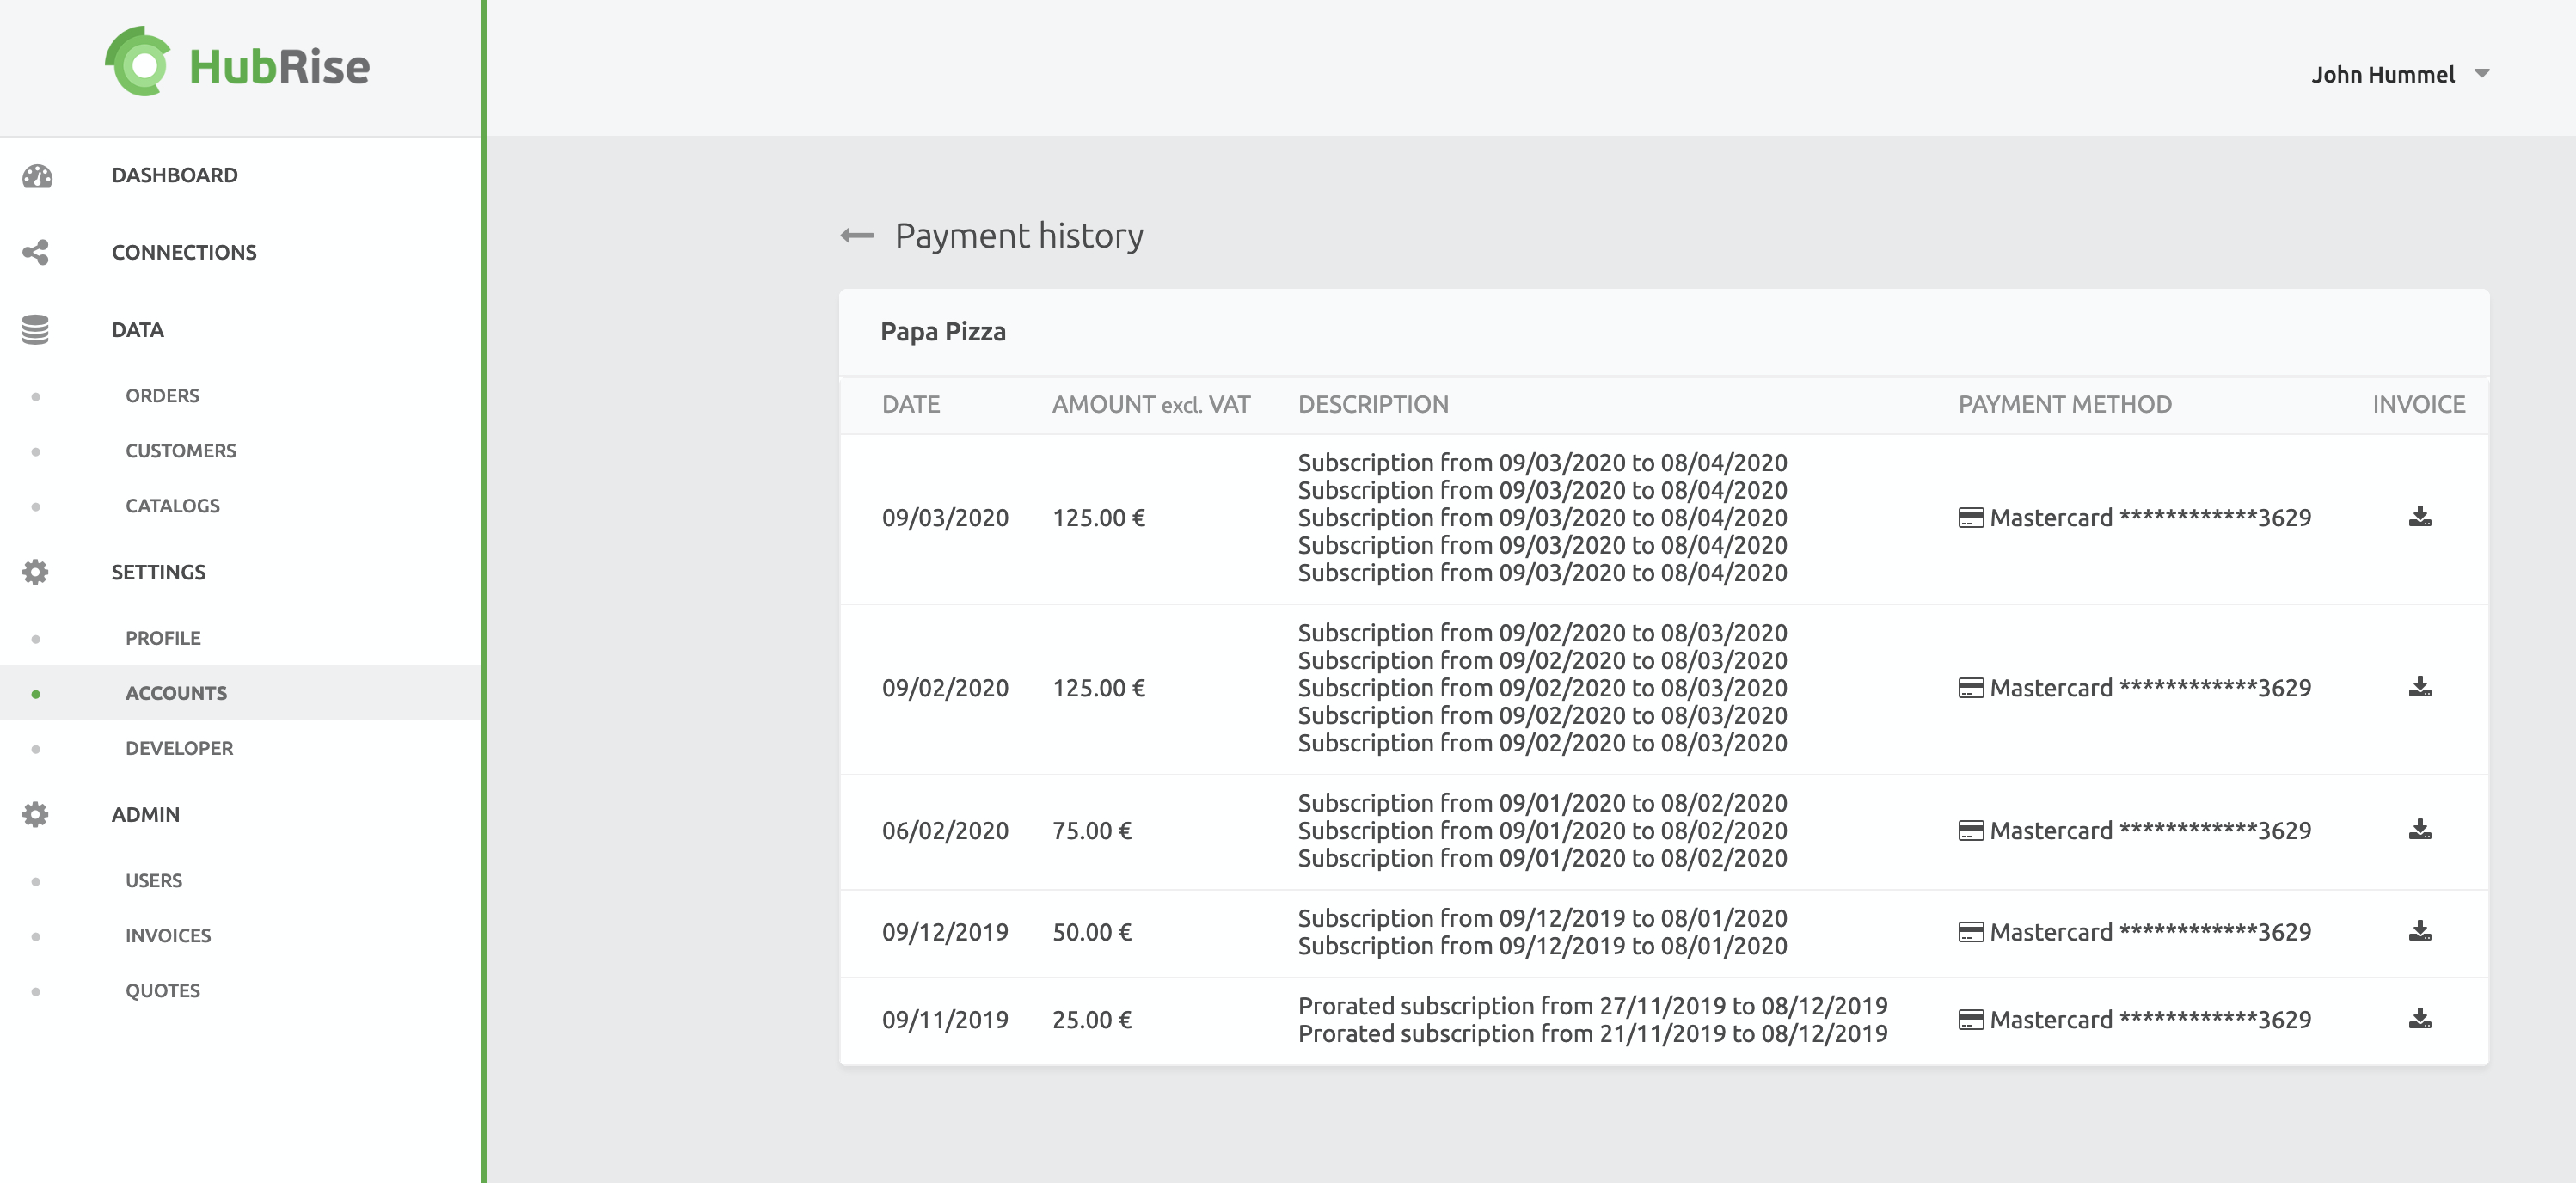 HubRise
John Hummel
DASHBOARD
CONNECTIONS
DATA
ORDERS
CUSTOMERS
CATALOGS
SETTINGS
PROFILE
ACCOUNTS
DEVELOPER
ADMIN
USERS
INVOICES
QUOTES
Payment history
Papa Pizza
DATE AMOUNT excl. VAT DESCRIPTION PAYMENT METHOD INVOICE
Subscription from 09/03/2020 to 08/04/2020
Subscription from 09/03/2020 to 08/04/2020
09/03/2020 125.00 € Subscription from 09/03/2020 to 08/04/2020 Mastercard ************3629
Subscription from 09/03/2020 to 08/04/2020
Subscription from 09/03/2020 to 08/04/2020
Subscription from 09/02/2020 to 08/03/2020
Subscription from 09/02/2020 to 08/03/2020
09/02/2020 125.00 € Subscription from 09/02/2020 to 08/03/2020 Mastercard ************3629
Subscription from 09/02/2020 to 08/03/2020
Subscription from 09/02/2020 to 08/03/2020
Subscription from 09/01/2020 to 08/02/2020
06/02/2020 75.00 € Subscription from 09/01/2020 to 08/02/2020 Mastercard ************3629
Subscription from 09/01/2020 to 08/02/2020
09/12/2019 50.00 € Subscription from 09/12/2019 to 08/01/2020 Mastercard ************3629
Subscription from 09/12/2019 to 08/01/2020
09/11/2019 25.00 € Prorated subscription from 27/11/2019 to 08/12/2019 Mastercard ************3629
Prorated subscription from 21/11/2019 to 08/12/2019